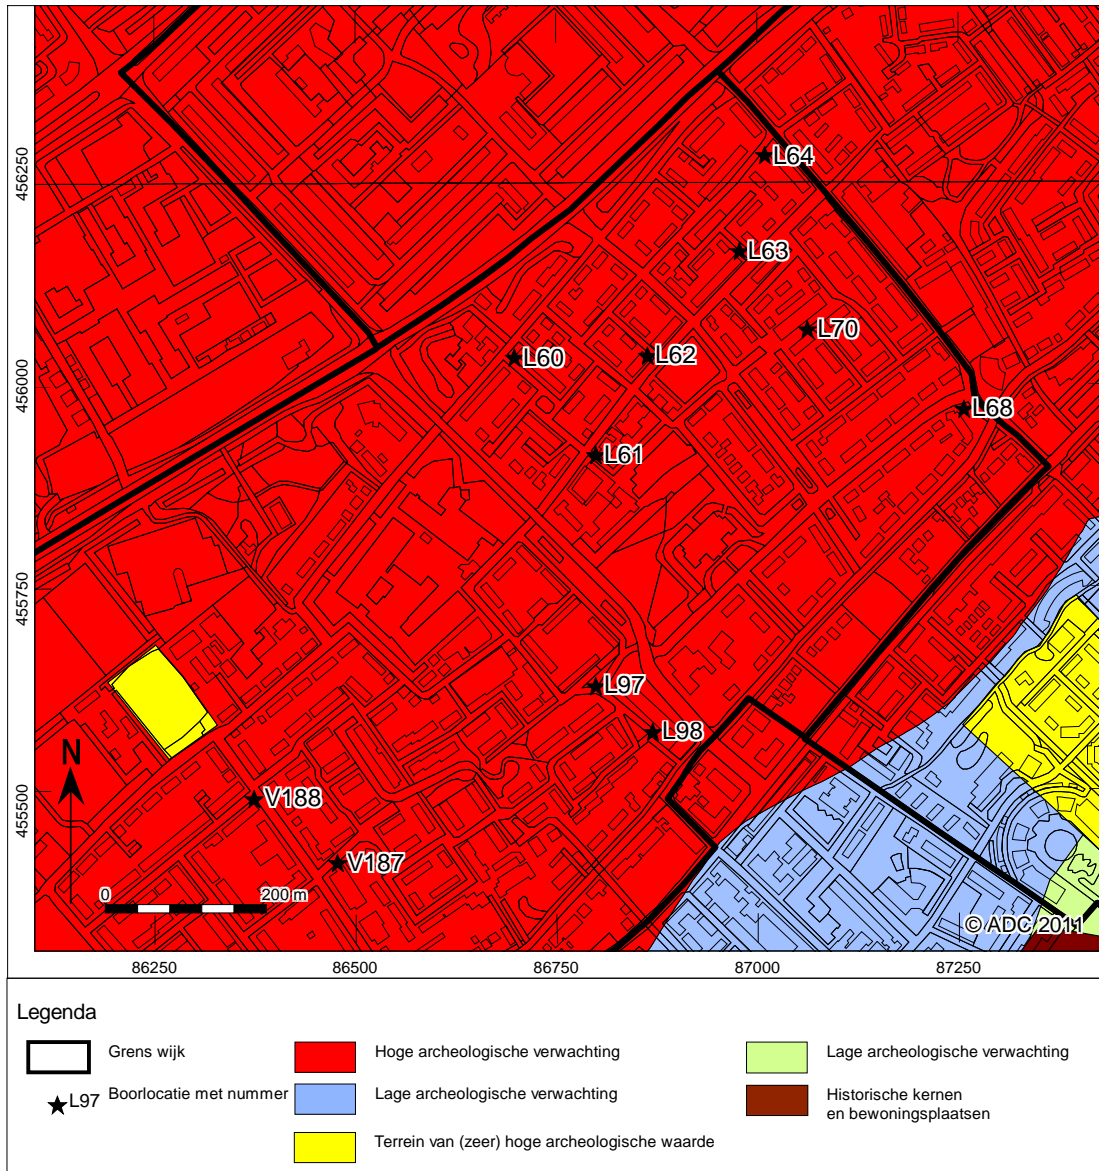 456250
456000
455750
455500
L64
L63
L70
L60
L62
L68
L61
L97
L98
N
V188
V187
0 200 m
© ADC 2011
86250 86500 86750 87000 87250
Legenda
Grens wijk
L97 Boorlocatie met nummer
Hoge archeologische verwachting
Lage archeologische verwachting
Terrein van (zeer) hoge archeologische waarde
Lage archeologische verwachting
Historische kernen
en bewoningsplaatsen